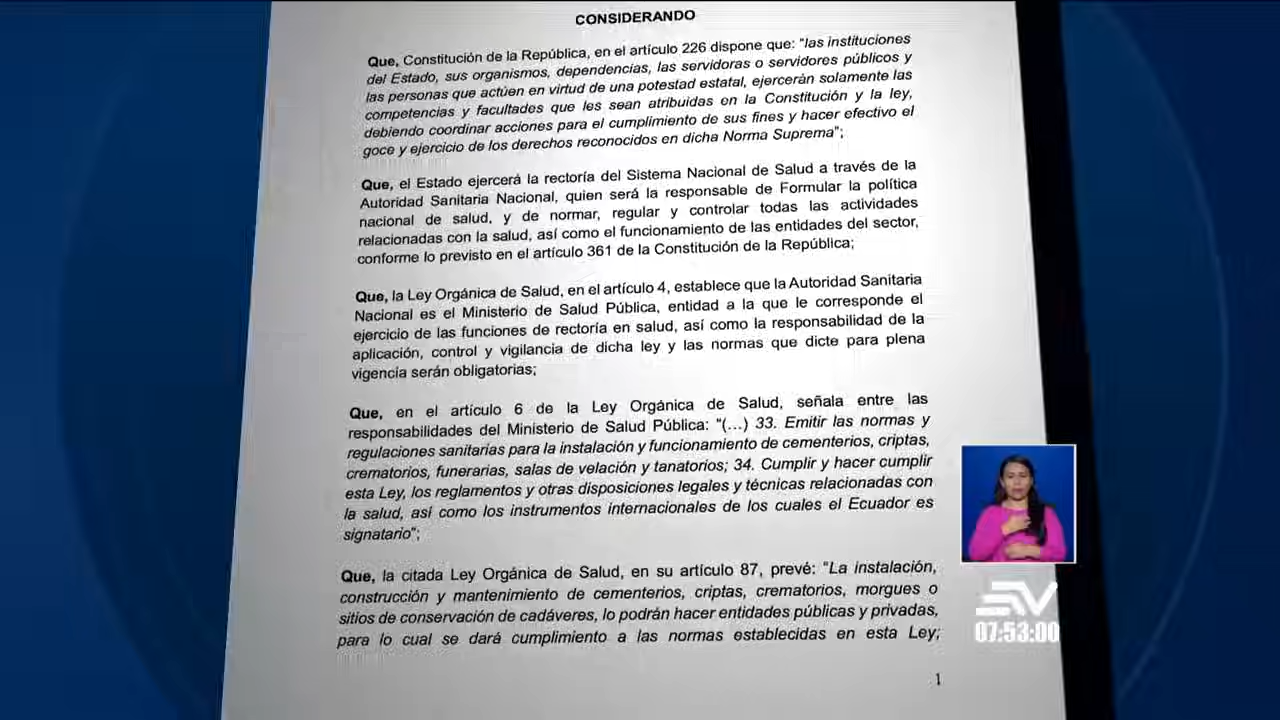 CONSIDERANDO
Que, Constitución de la República, en el artículo 226 dispone que: “las instituciones
del Estado, sus organismos, dependencias, las servidoras o servidores públicos y
las personas que actúen en virtud de una potestad estatal, ejercerán solamente las
competencias y facultades que les sean atribuidas en la Constitución y la ley,
debiendo coordinar acciones para el cumplimiento de sus fines y hacer efectivo el
goce y ejercicio de los derechos reconocidos en dicha Norma Suprema”;
Que, el Estado ejercerá la rectoría del Sistema Nacional de Salud a través de la
Autoridad Sanitaria Nacional, quien será la responsable de Formular la política
nacional de salud, y de normar, regular y controlar todas las actividades
relacionadas con la salud, así como el funcionamiento de las entidades del sector,
conforme lo previsto en el artículo 361 de la Constitución de la República;
Que, la Ley Orgánica de Salud, en el artículo 4, establece que la Autoridad Sanitaria
Nacional es el Ministerio de Salud Pública, entidad a la que le corresponde el
ejercicio de las funciones de rectoría en salud, así como la responsabilidad de la
aplicación, control y vigilancia de dicha ley y las normas que dicte para plena
vigencia serán obligatorias;
Que, en el artículo 6 de la Ley Orgánica de Salud, señala entre las
responsabilidades del Ministerio de Salud Pública: “(…) 33. Emitir las normas y
regulaciones sanitarias para la instalación y funcionamiento de cementerios, criptas,
crematorios, funerarias, salas de velación y tanatorios; 34. Cumplir y hacer cumplir
esta Ley, los reglamentos y otras disposiciones legales y técnicas relacionadas con
la salud, así como los instrumentos internacionales de los cuales el Ecuador es
signatario”;
Que, la citada Ley Orgánica de Salud, en su artículo 87, prevé: “La instalación,
construcción y mantenimiento de cementerios, criptas, crematorios, morgues o
sitios de conservación de cadáveres, lo podrán hacer entidades públicas y privadas,
para lo cual se dará cumplimiento a las normas establecidas en esta Ley;
1
07:53:00